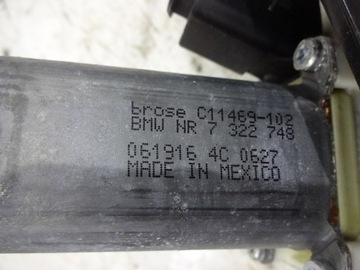 brose C11469-102
BMW NR 7 322 748
061916 4C 0627
MADE IN MEXICO